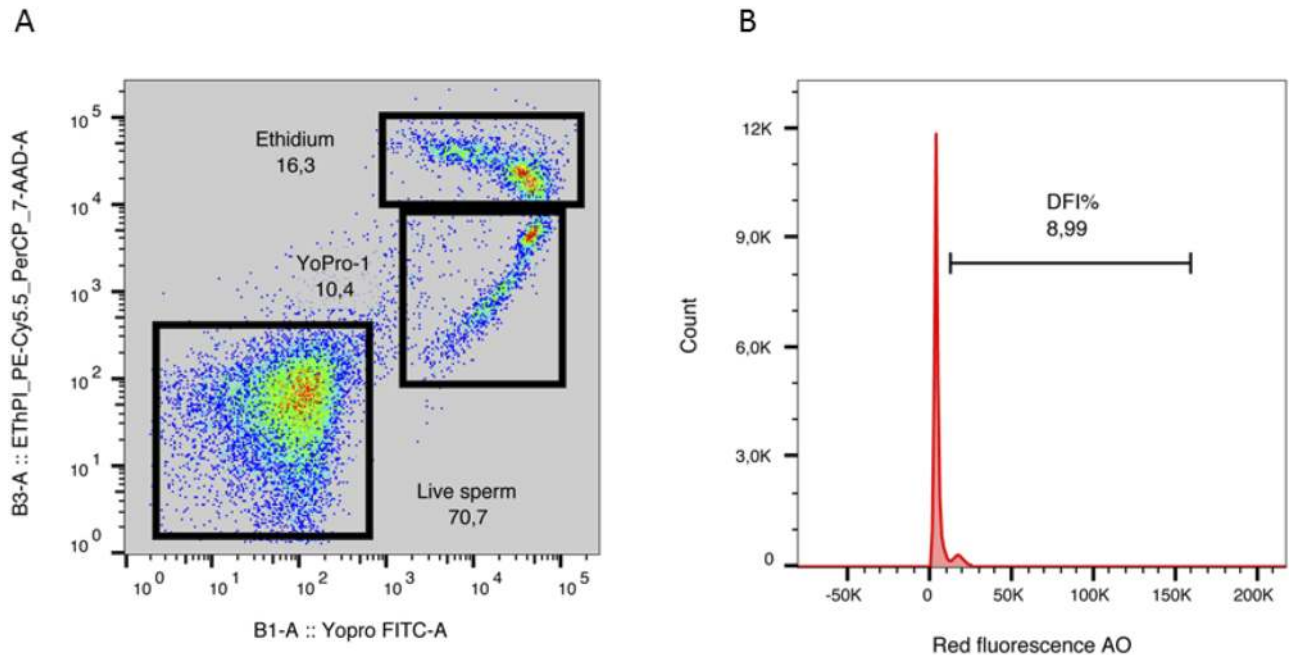 A
B3-A :: EThPI_PE-Cy5.5_PerCP_7-AAD-A
10 5
10 4
10 3
10 2
10 1
10 0
Ethidium
16,3
YoPro-1
10,4
Live sperm
70,7
10 0
10 1
10 2
10 3
10 4
10 5
B1-A :: Yopro FITC-A
B
Count
12K
9,0K
6,0K
3,0K
0
DFI%
8,99
-50K
0
50K
100K
150K
200K
Red fluorescence AO